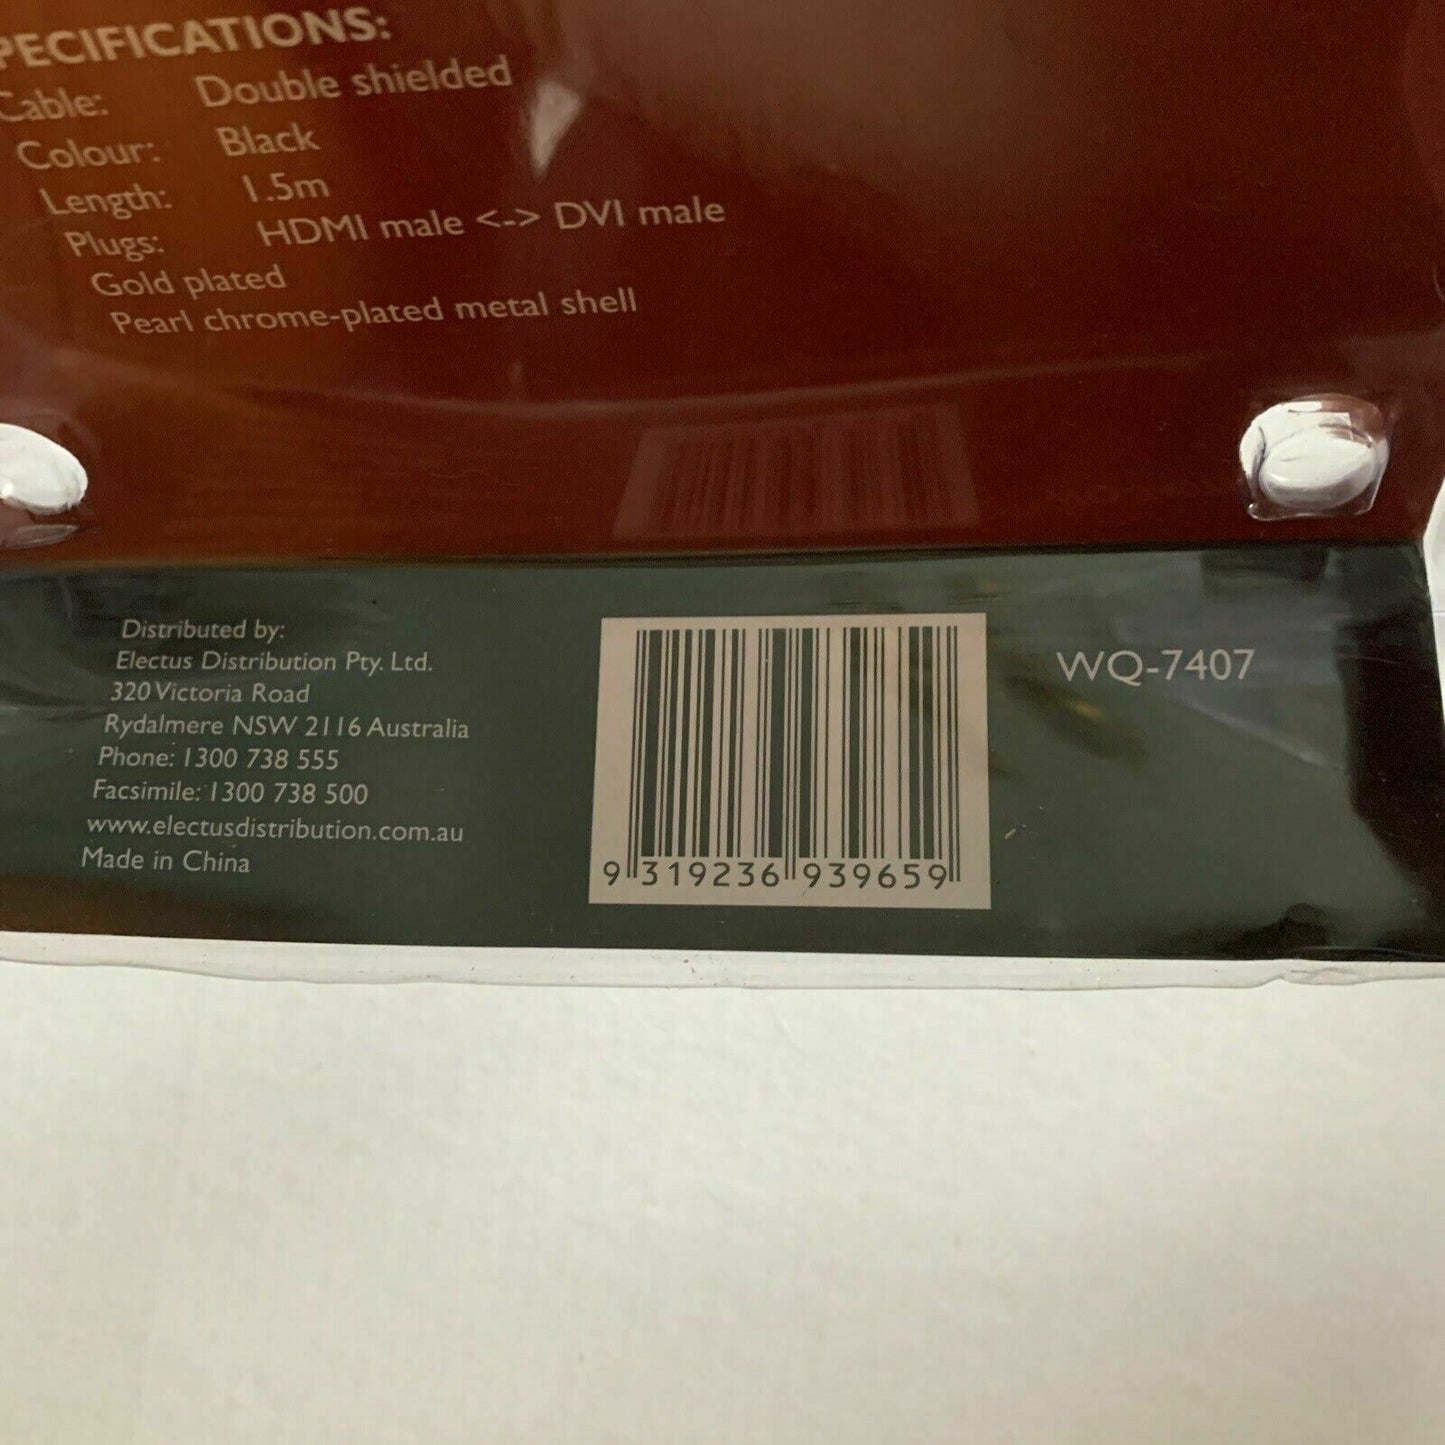 PECIFICATIONS:
Cable: Double shielded
Colour: Black
Length: 1.5m
Plugs: HDMI male <-> DVI male
Gold plated
Pearl chrome-plated metal shell
Distributed by:
Electus Distribution Pty. Ltd.
320 Victoria Road
Rydalmere NSW 2116 Australia
Phone: 1300 738 555
Facsimile: 1300 738 500
www.electusdistribution.com.au
Made in China
9 319236 939659
WQ-7407